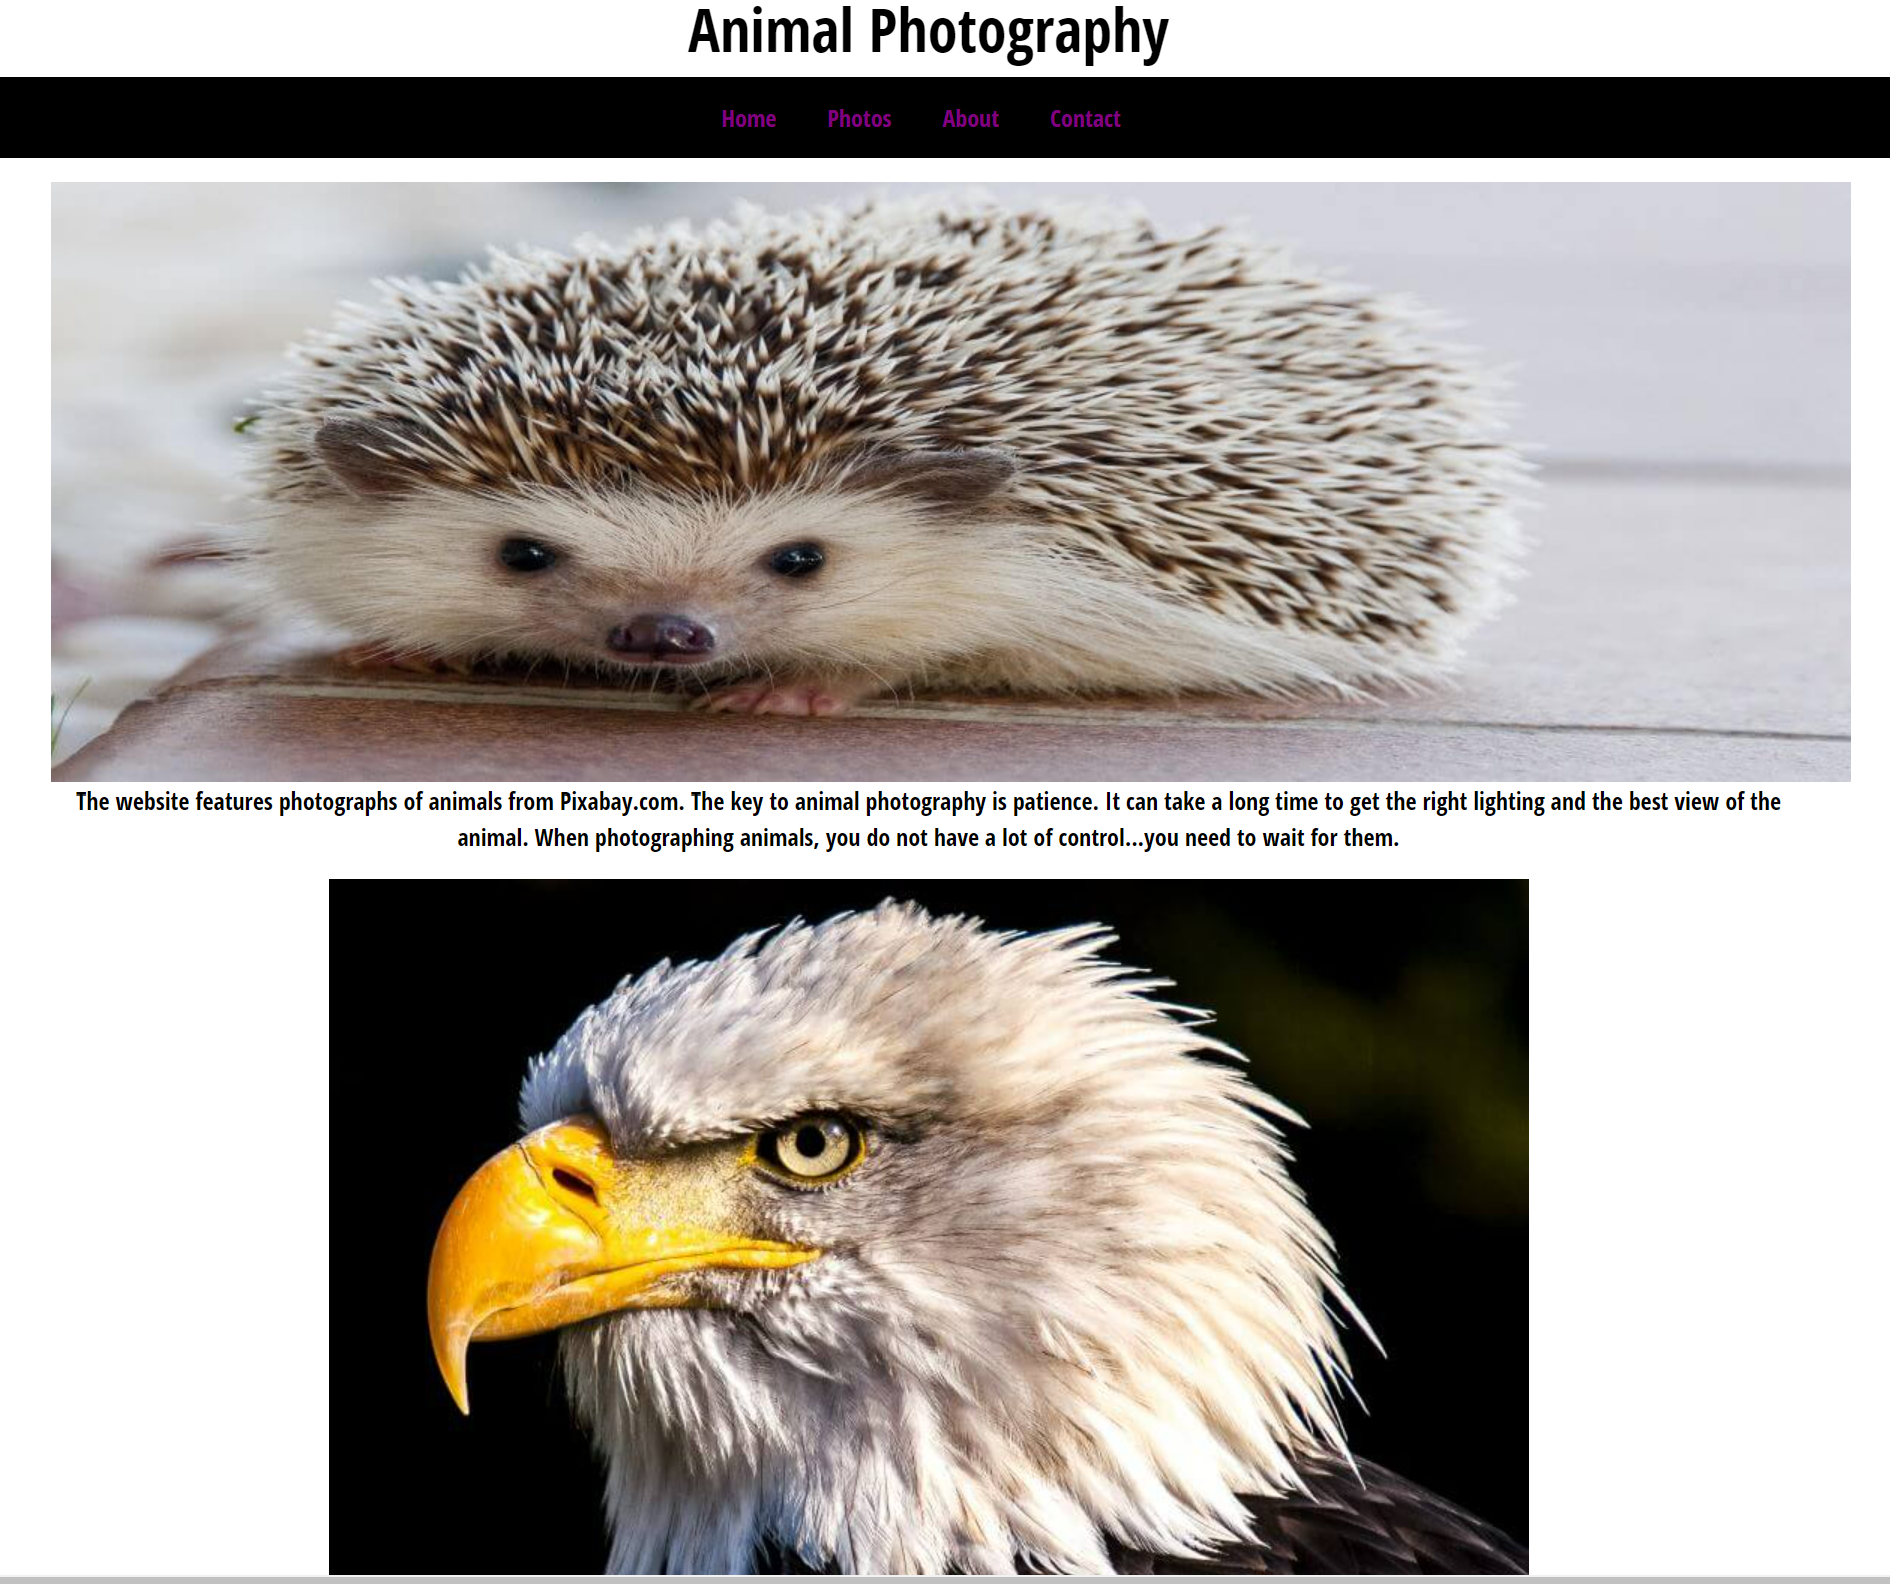 Animal Photography
Home Photos About Contact
The website features photographs of animals from Pixabay.com. The key to animal photography is patience. It can take a long time to get the right lighting and the best view of the
animal. When photographing animals, you do not have a lot of control...you need to wait for them.